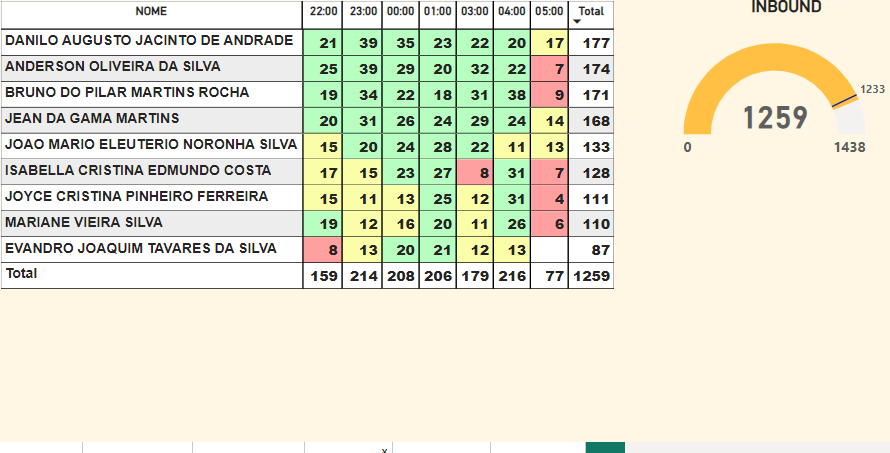 NOME 22:00 23:00 00:00 01:00 03:00 04:00 05:00 Total
DANILO AUGUSTO JACINTO DE ANDRADE 21 39 35 23 22 20 17 177
ANDERSON OLIVEIRA DA SILVA 25 39 29 20 32 22 7 174
BRUNO DO PILAR MARTINS ROCHA 19 34 22 18 31 38 9 171
JEAN DA GAMA MARTINS 20 31 26 24 29 24 14 168
JOAO MARIO ELEUTERIO NORONHA SILVA 15 20 24 28 22 11 13 133
ISABELLA CRISTINA EDMUNDO COSTA 17 15 23 27 8 31 7 128
JOYCE CRISTINA PINHEIRO FERREIRA 15 11 13 25 12 31 4 111
MARIANE VIEIRA SILVA 19 12 16 20 11 26 6 110
EVANDRO JOAQUIM TAVARES DA SILVA 8 13 20 21 12 13 87
Total 159 214 208 206 179 216 77 1259
INBOUND
1233
1259
0 1438
x